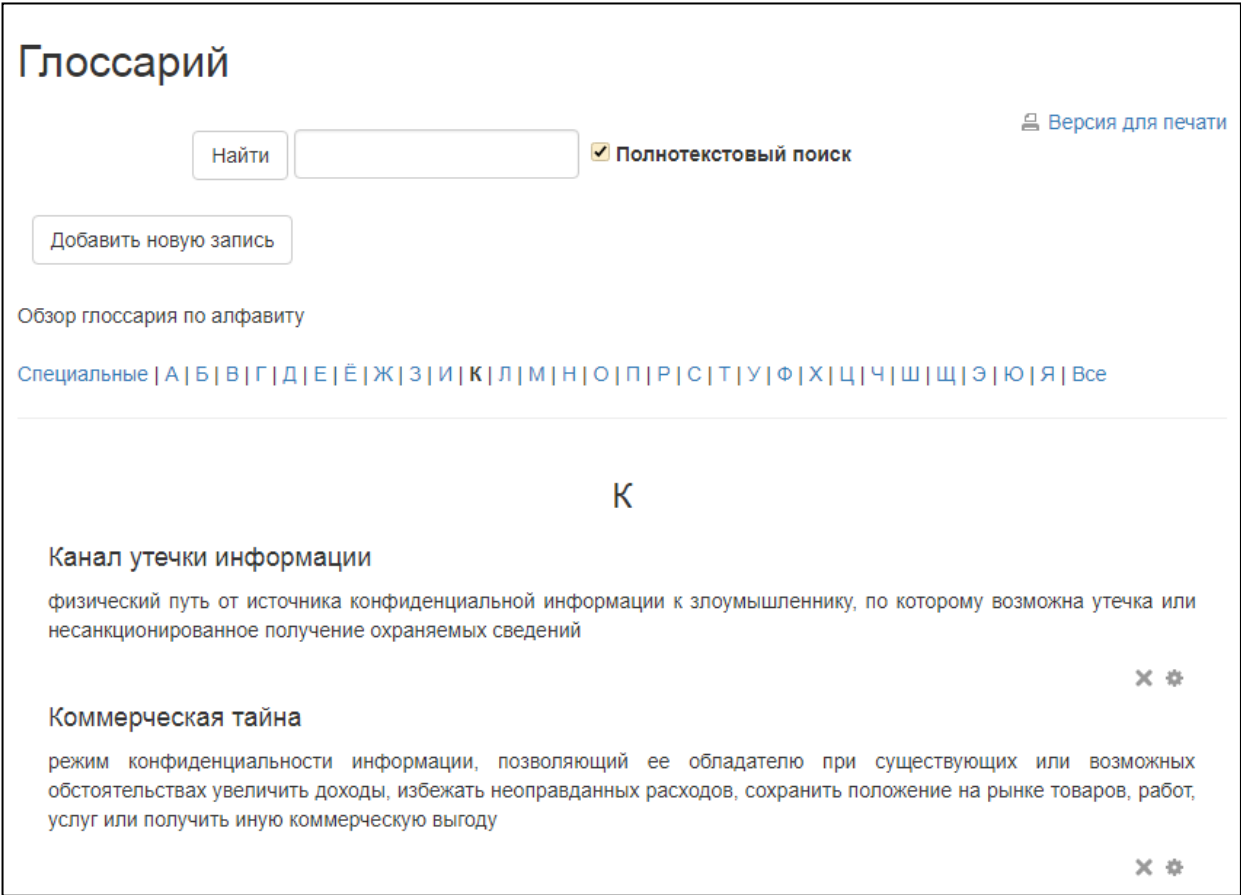 Глоссарий
Версия для печати
Найти
Полнотекстовый поиск
Добавить новую запись
Обзор глоссария по алфавиту
Специальные | А | Б | В | Г | Д | Е | Ё | Ж | З | И | К | Л | М | Н | О | П | Р | С | Т | У | Ф | Х | Ц | Ч | Ш | Щ | Э | Ю | Я | Все
К
Канал утечки информации
физический путь от источника конфиденциальной информации к злоумышленнику, по которому возможна утечка или
несанкционированное получение охраняемых сведений
Коммерческая тайна
режим конфиденциальности информации, позволяющий ее обладателю при существующих или возможных
обстоятельствах увеличить доходы, избежать неоправданных расходов, сохранить положение на рынке товаров, работ,
услуг или получить иную коммерческую выгоду